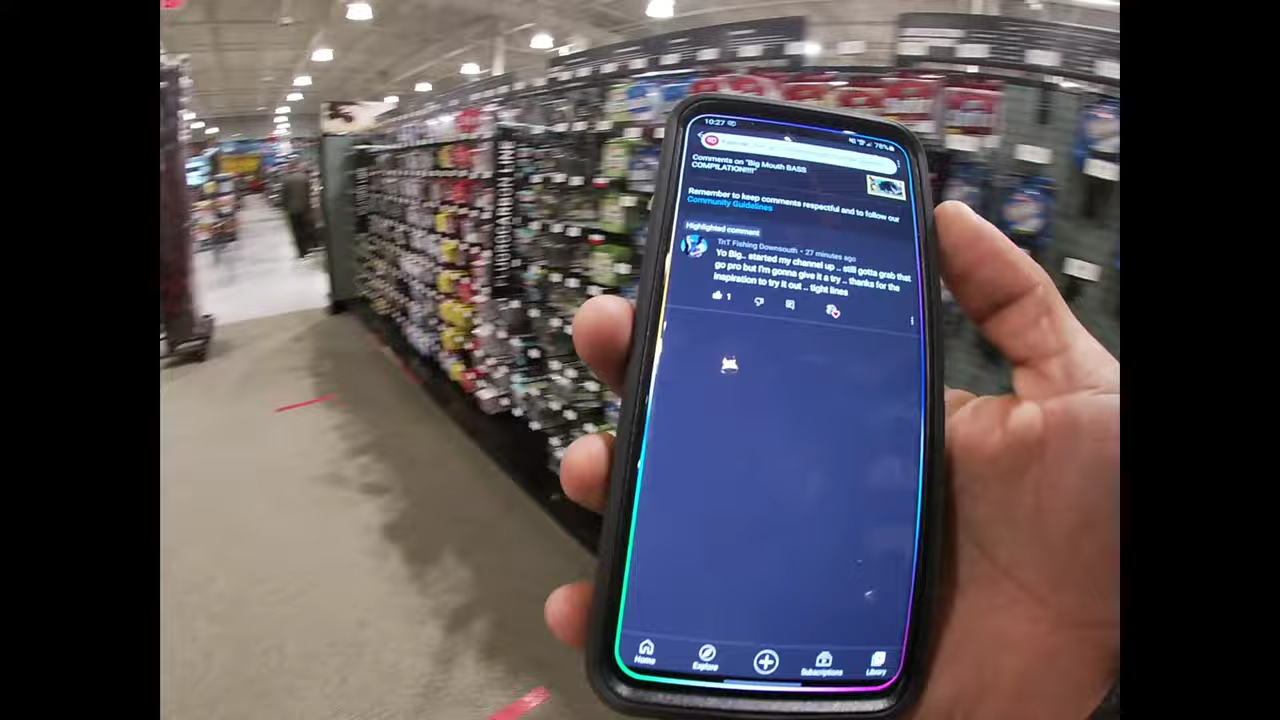 10:27
78%
Comments on "Big Mouth BASS
COMPILATION!!!!"
Remember to keep comments respectful and to follow our
Community Guidelines
Highlighted comment
TnT Fishing Downsouth • 27 minutes ago
Yo Big.. started my channel up .. still gotta grab that
go pro but I'm gonna give it a try .. thanks for the
inspiration to try it out .. tight lines
1
Home
Explore
Subscriptions
Library